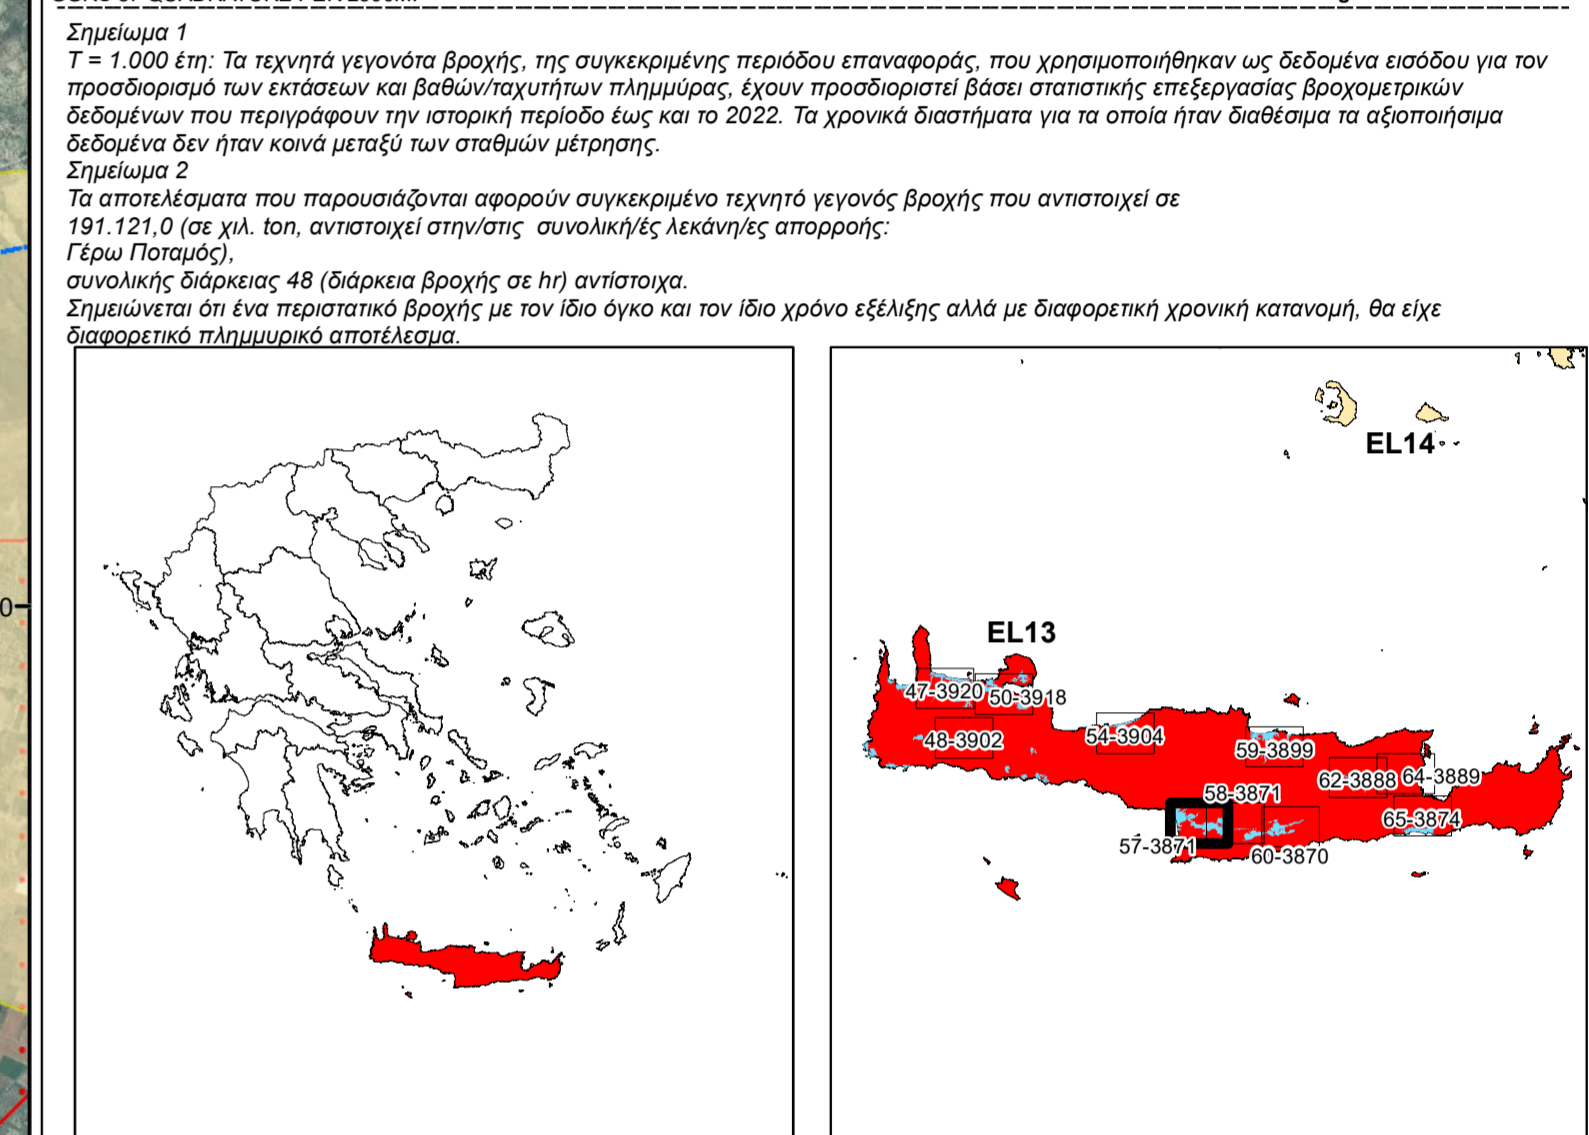 Σημείωμα 1
T = 1.000 έτη: Τα τεχνητά γεγονότα βροχής, της συγκεκριμένης περιόδου επαναφοράς, που χρησιμοποιήθηκαν ως δεδομένα εισόδου για τον
προσδιορισμό των εκτάσεων και βαθών/ταχυτήτων πλημμύρας, έχουν προσδιοριστεί βάσει στατιστικής επεξεργασίας βροχομετρικών
δεδομένων που περιγράφουν την ιστορική περίοδο έως και το 2022. Τα χρονικά διαστήματα για τα οποία ήταν διαθέσιμα τα αξιοποιήσιμα
δεδομένα δεν ήταν κοινά μεταξύ των σταθμών μέτρησης.
Σημείωμα 2
Τα αποτελέσματα που παρουσιάζονται αφορούν συγκεκριμένο τεχνητό γεγονός βροχής που αντιστοιχεί σε
191.121,0 (σε χιλ. ton, αντιστοιχεί στην/στις συνολική/ές λεκάνη/ες απορροής:
Γέρω Ποταμός),
συνολικής διάρκειας 48 (διάρκεια βροχής σε hr) αντίστοιχα.
Σημειώνεται ότι ένα περιστατικό βροχής με τον ίδιο όγκο και τον ίδιο χρόνο εξέλιξης αλλά με διαφορετική χρονική κατανομή, θα είχε
διαφορετικό πλημμυρικό αποτέλεσμα.
EL14
EL13
47-3920
50-3918
48-3902
54-3904
59-3899
62-3888
64-3889
58-3871
65-3874
57-3871
60-3870
0